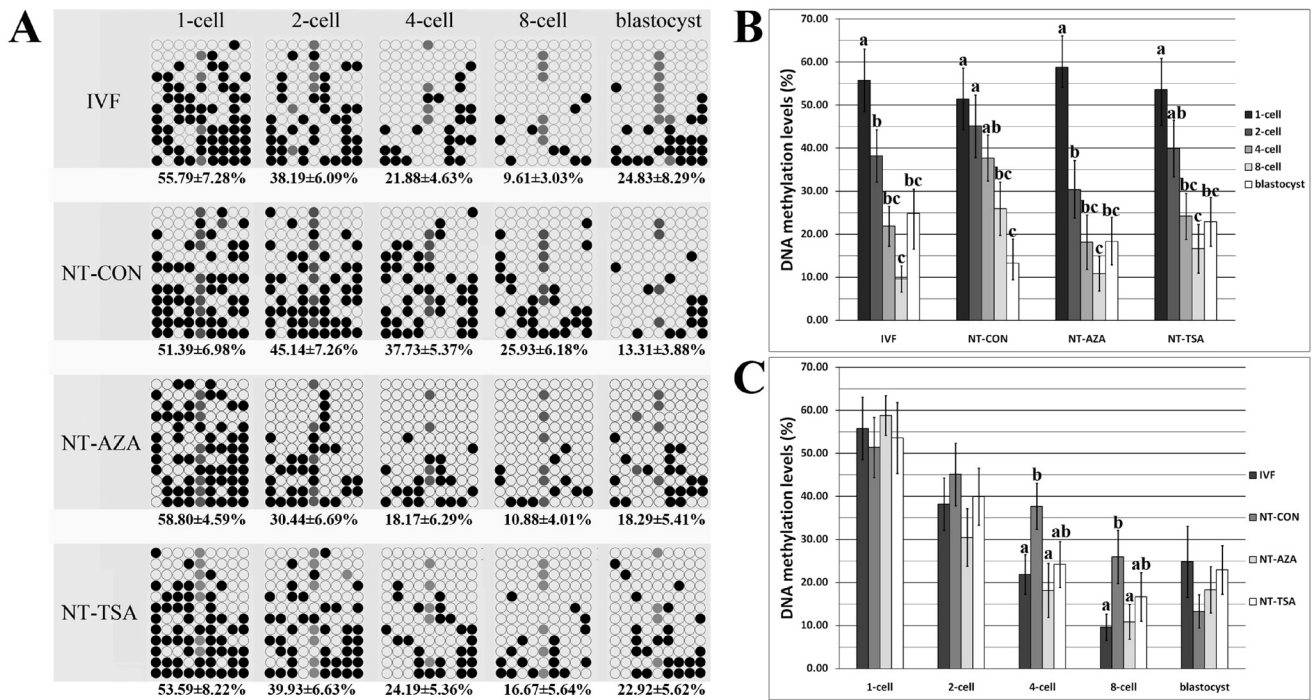 A
1-cell 2-cell 4-cell 8-cell blastocyst
IVF
55.79±7.28% 38.19±6.09% 21.88±4.63% 9.61±3.03% 24.83±8.29%
NT-CON
51.39±6.98% 45.14±7.26% 37.73±5.37% 25.93±6.18% 13.31±3.88%
NT-AZA
58.80±4.59% 30.44±6.69% 18.17±6.29% 10.88±4.01% 18.29±5.41%
NT-TSA
53.59±8.22% 39.93±6.63% 24.19±5.36% 16.67±5.64% 22.92±5.62%
B
DNA methylation levels (%)
70.00
60.00
50.00
40.00
30.00
20.00
10.00
0.00
a b bc c bc
a a ab bc c
a b bc c bc
a ab bc c bc
IVF NT-CON NT-AZA NT-TSA
1-cell
2-cell
4-cell
8-cell
blastocyst
C
DNA methylation levels (%)
70.00
60.00
50.00
40.00
30.00
20.00
10.00
0.00
a b a ab
a b a ab
1-cell 2-cell 4-cell 8-cell blastocyst
IVF
NT-CON
NT-AZA
NT-TSA